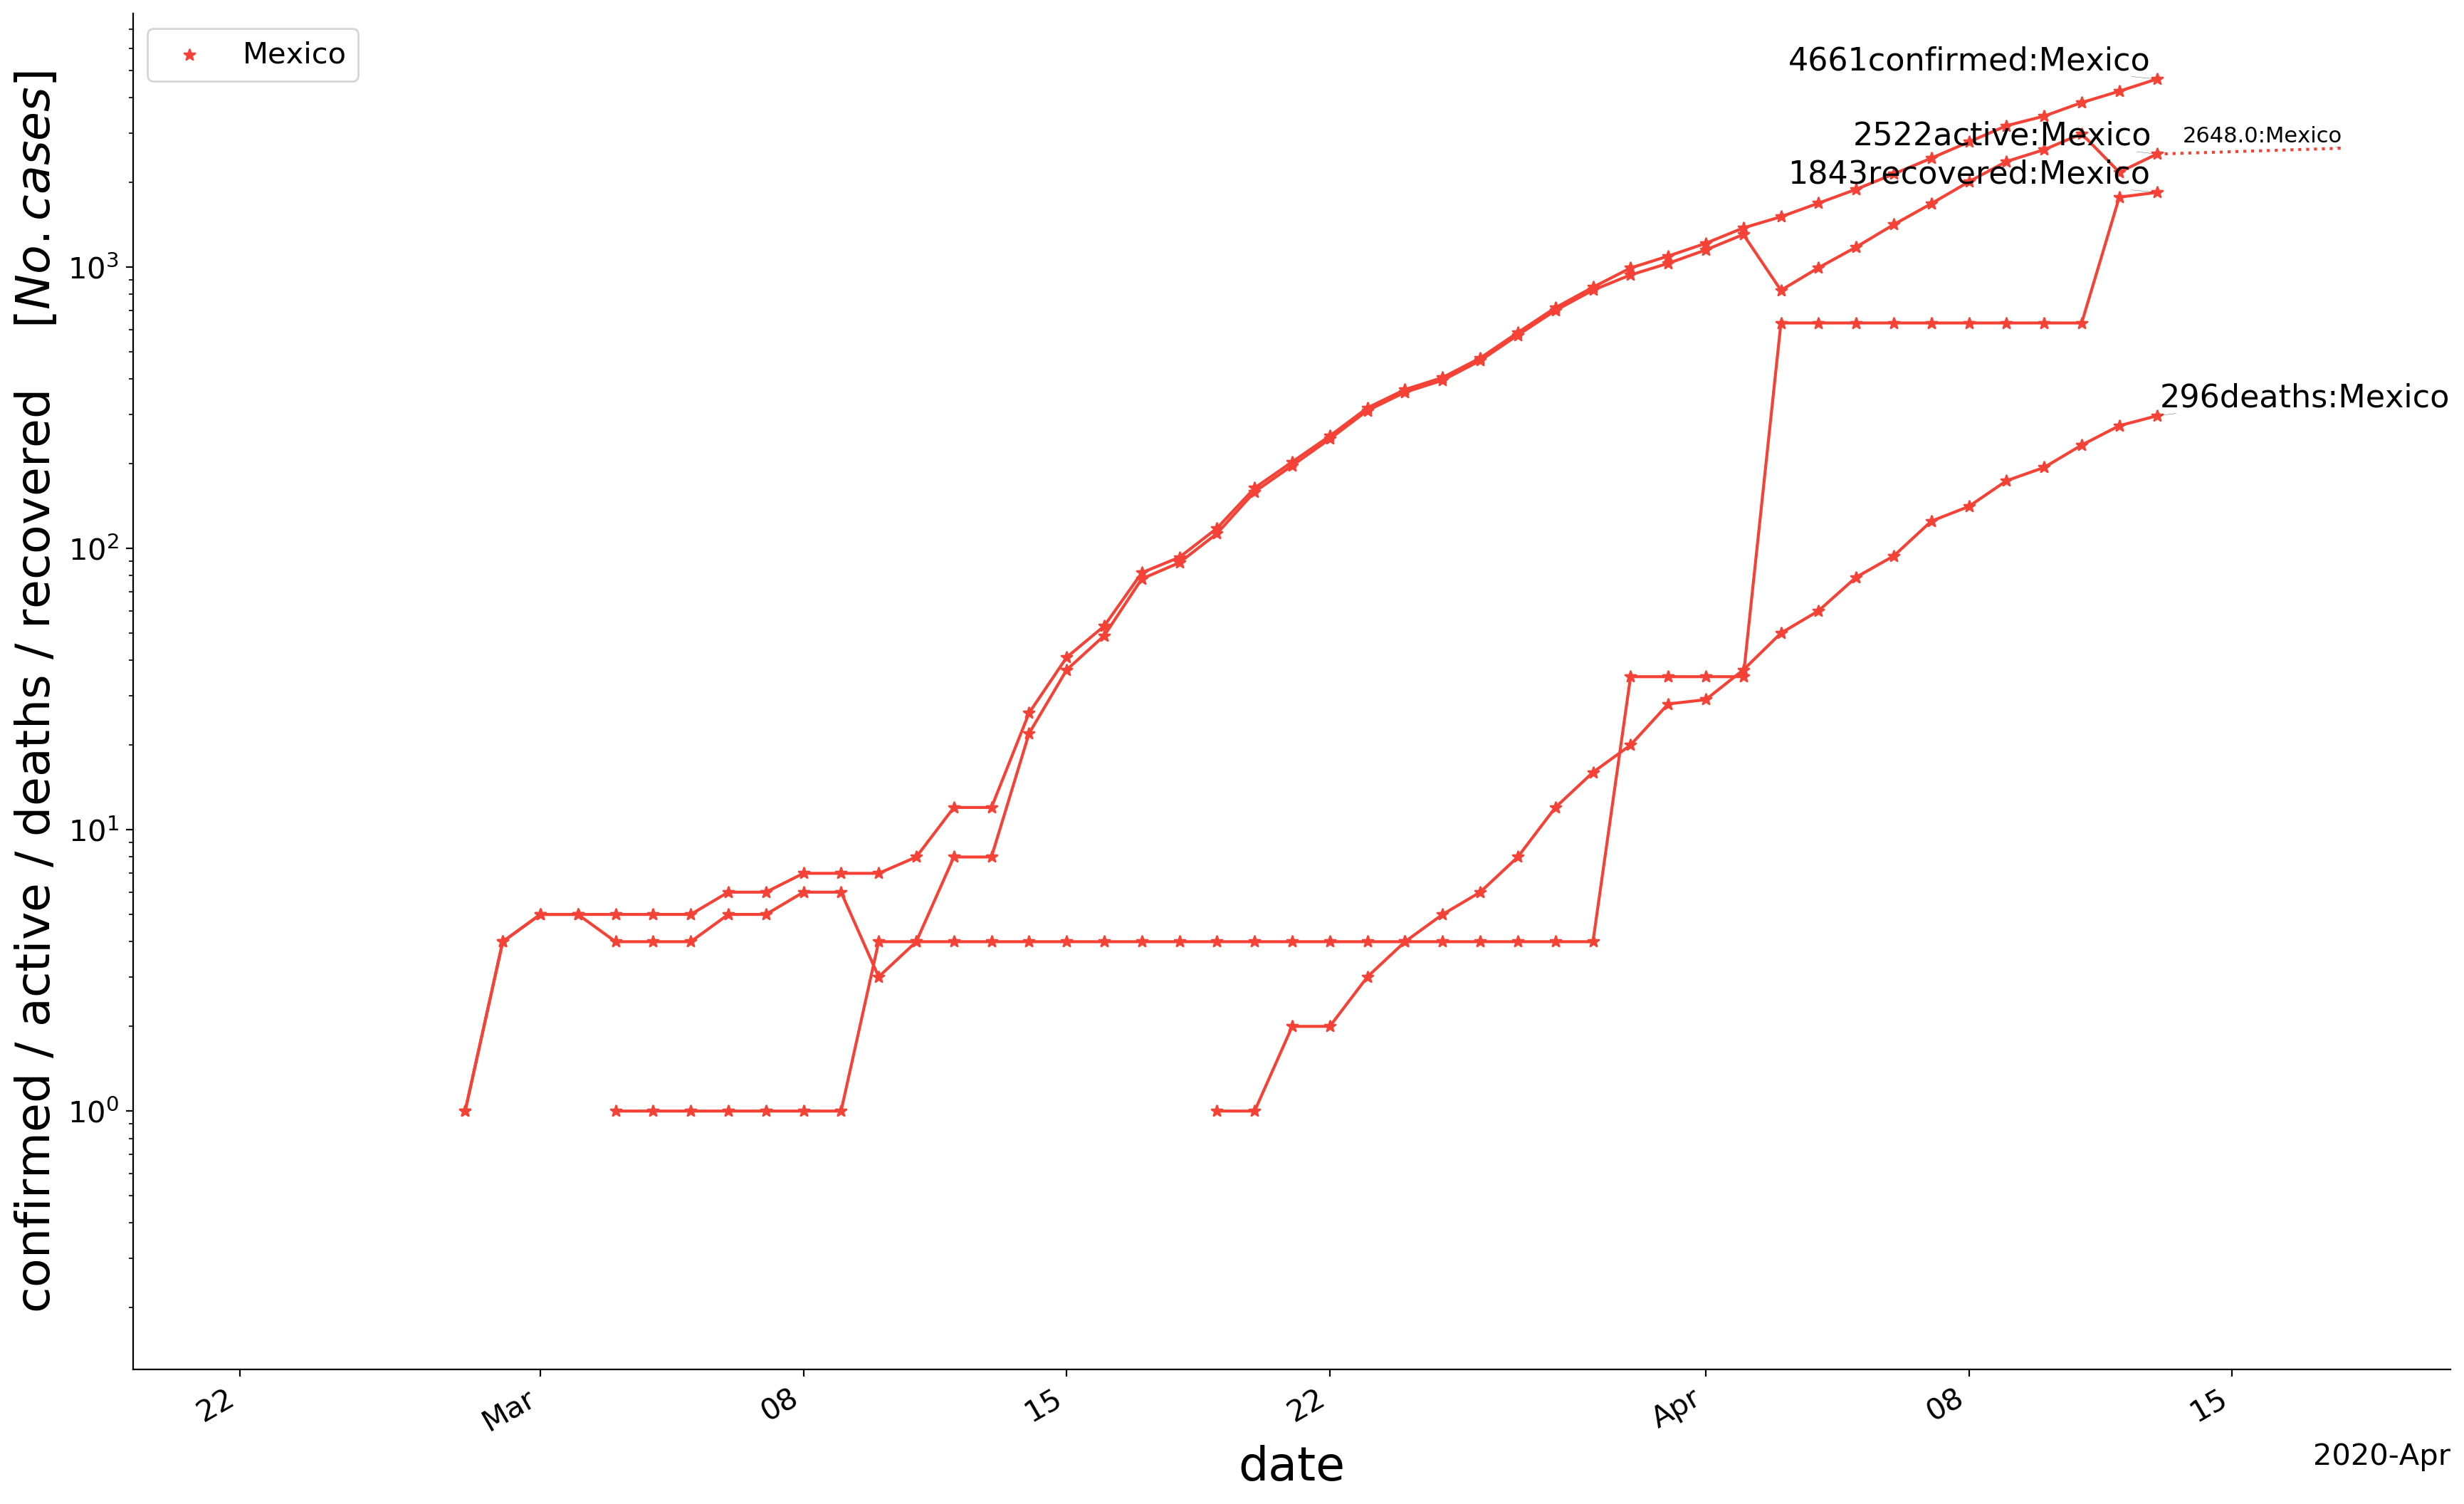 Mexico
4661confirmed:Mexico
2522active:Mexico
2648.0:Mexico
1843recovered:Mexico
296deaths:Mexico
confirmed / active / deaths / recovered [No. cases]
10³
10²
10¹
10⁰
22
Mar
08
15
22
Apr
08
15
date
2020-Apr